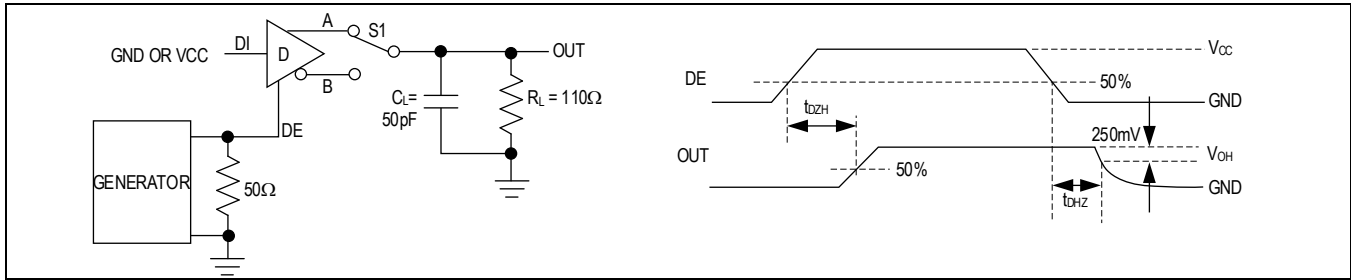 A
S1
DI
D
OUT
GND OR VCC
B
CL=
50pF
RL = 110Ω
DE
GENERATOR
50Ω
VCC
DE
50%
GND
tDZH
250mV
OUT
VOH
50%
GND
tDHZ